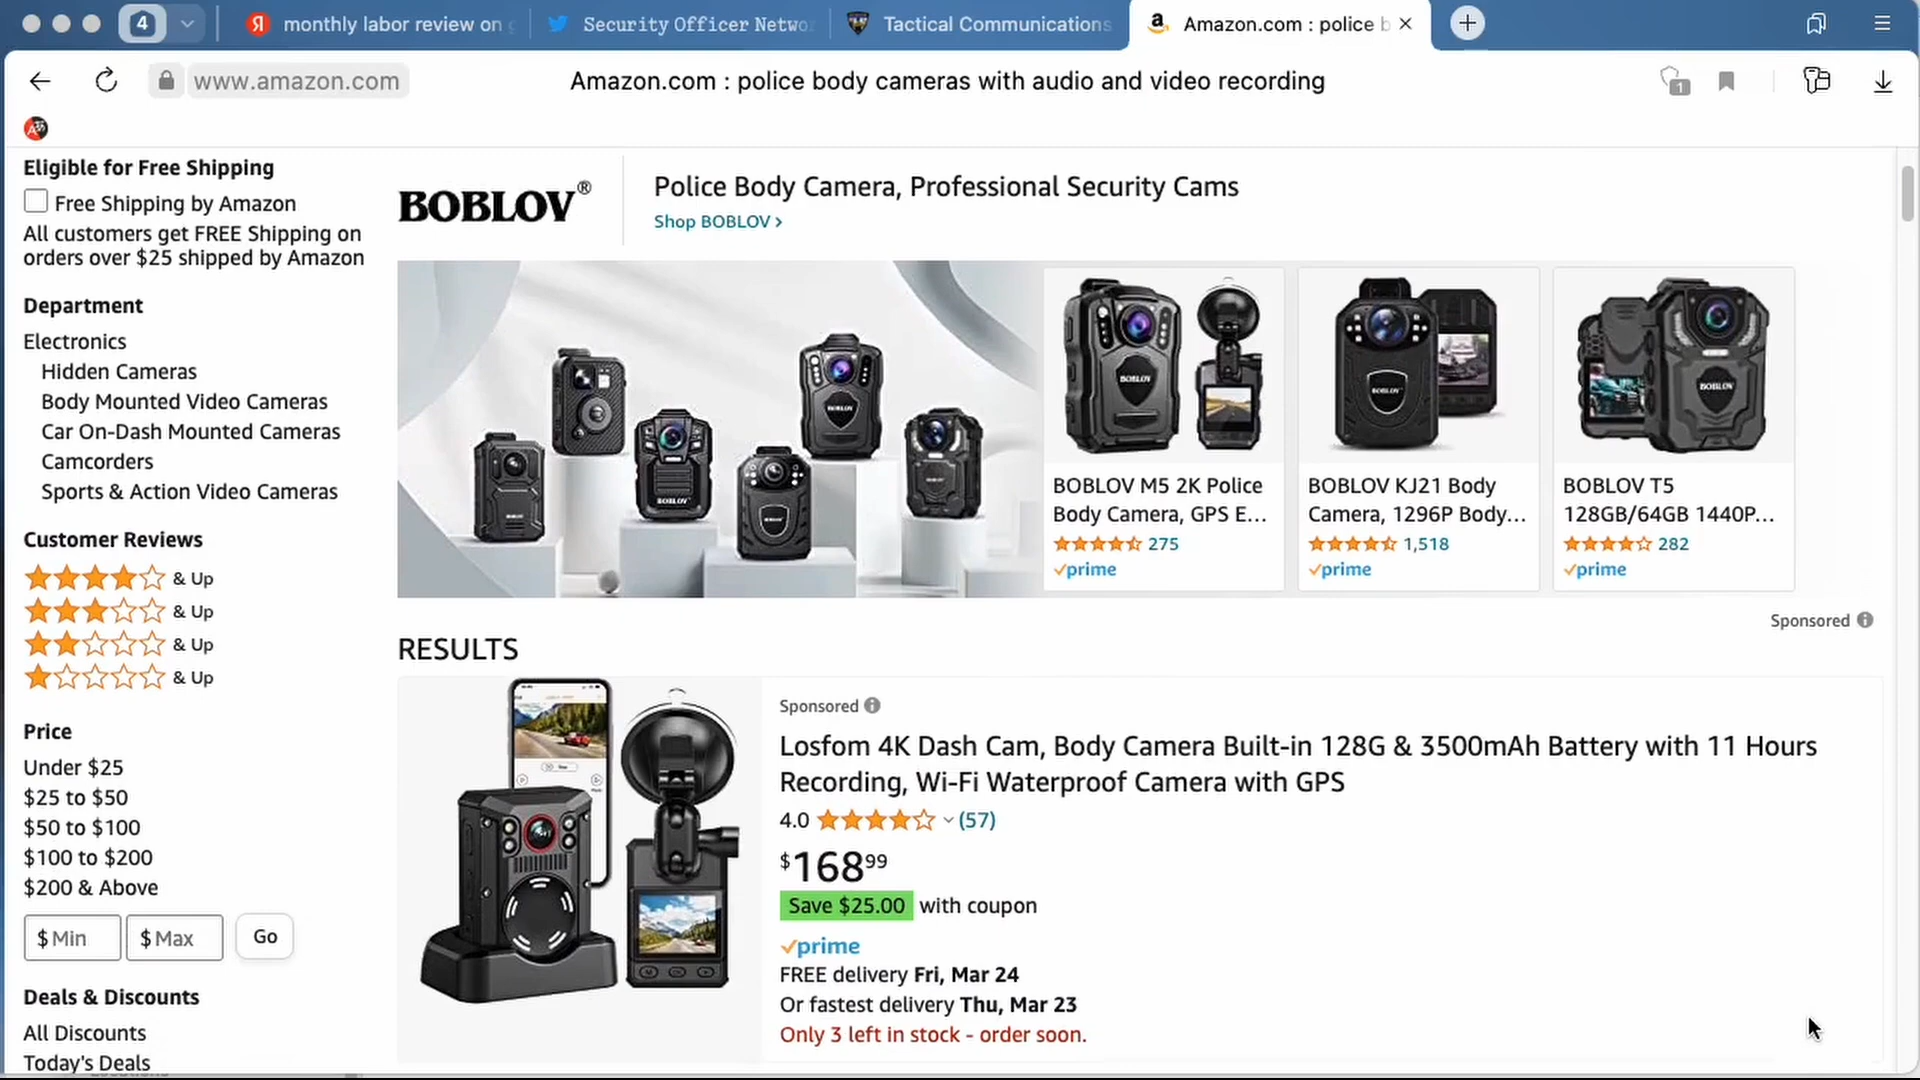 4
Я monthly labor review on g
Security Officer Netwo
Tactical Communications
Amazon.com : police b
www.amazon.com
Amazon.com : police body cameras with audio and video recording
1
Eligible for Free Shipping
Free Shipping by Amazon
All customers get FREE Shipping on
orders over $25 shipped by Amazon
Department
Electronics
Hidden Cameras
Body Mounted Video Cameras
Car On-Dash Mounted Cameras
Camcorders
Sports & Action Video Cameras
Customer Reviews
& Up
& Up
& Up
& Up
Price
Under $25
$25 to $50
$50 to $100
$100 to $200
$200 & Above
$ Min
$ Max
Go
Deals & Discounts
All Discounts
Today's Deals
BOBLOV®
Police Body Camera, Professional Security Cams
Shop BOBLOV ›
BOBLOV
BOBLOV
BOBLOV
BOBLOV
BOBLOV
BOBLOV M5 2K Police
Body Camera, GPS E...
275
prime
BOBLOV KJ21 Body
Camera, 1296P Body...
1,518
prime
BOBLOV T5
128GB/64GB 1440P...
282
prime
Sponsored
RESULTS
Sponsored
Losfom 4K Dash Cam, Body Camera Built-in 128G & 3500mAh Battery with 11 Hours
Recording, Wi-Fi Waterproof Camera with GPS
4.0 (57)
$168 99
Save $25.00 with coupon
prime
FREE delivery Fri, Mar 24
Or fastest delivery Thu, Mar 23
Only 3 left in stock - order soon.